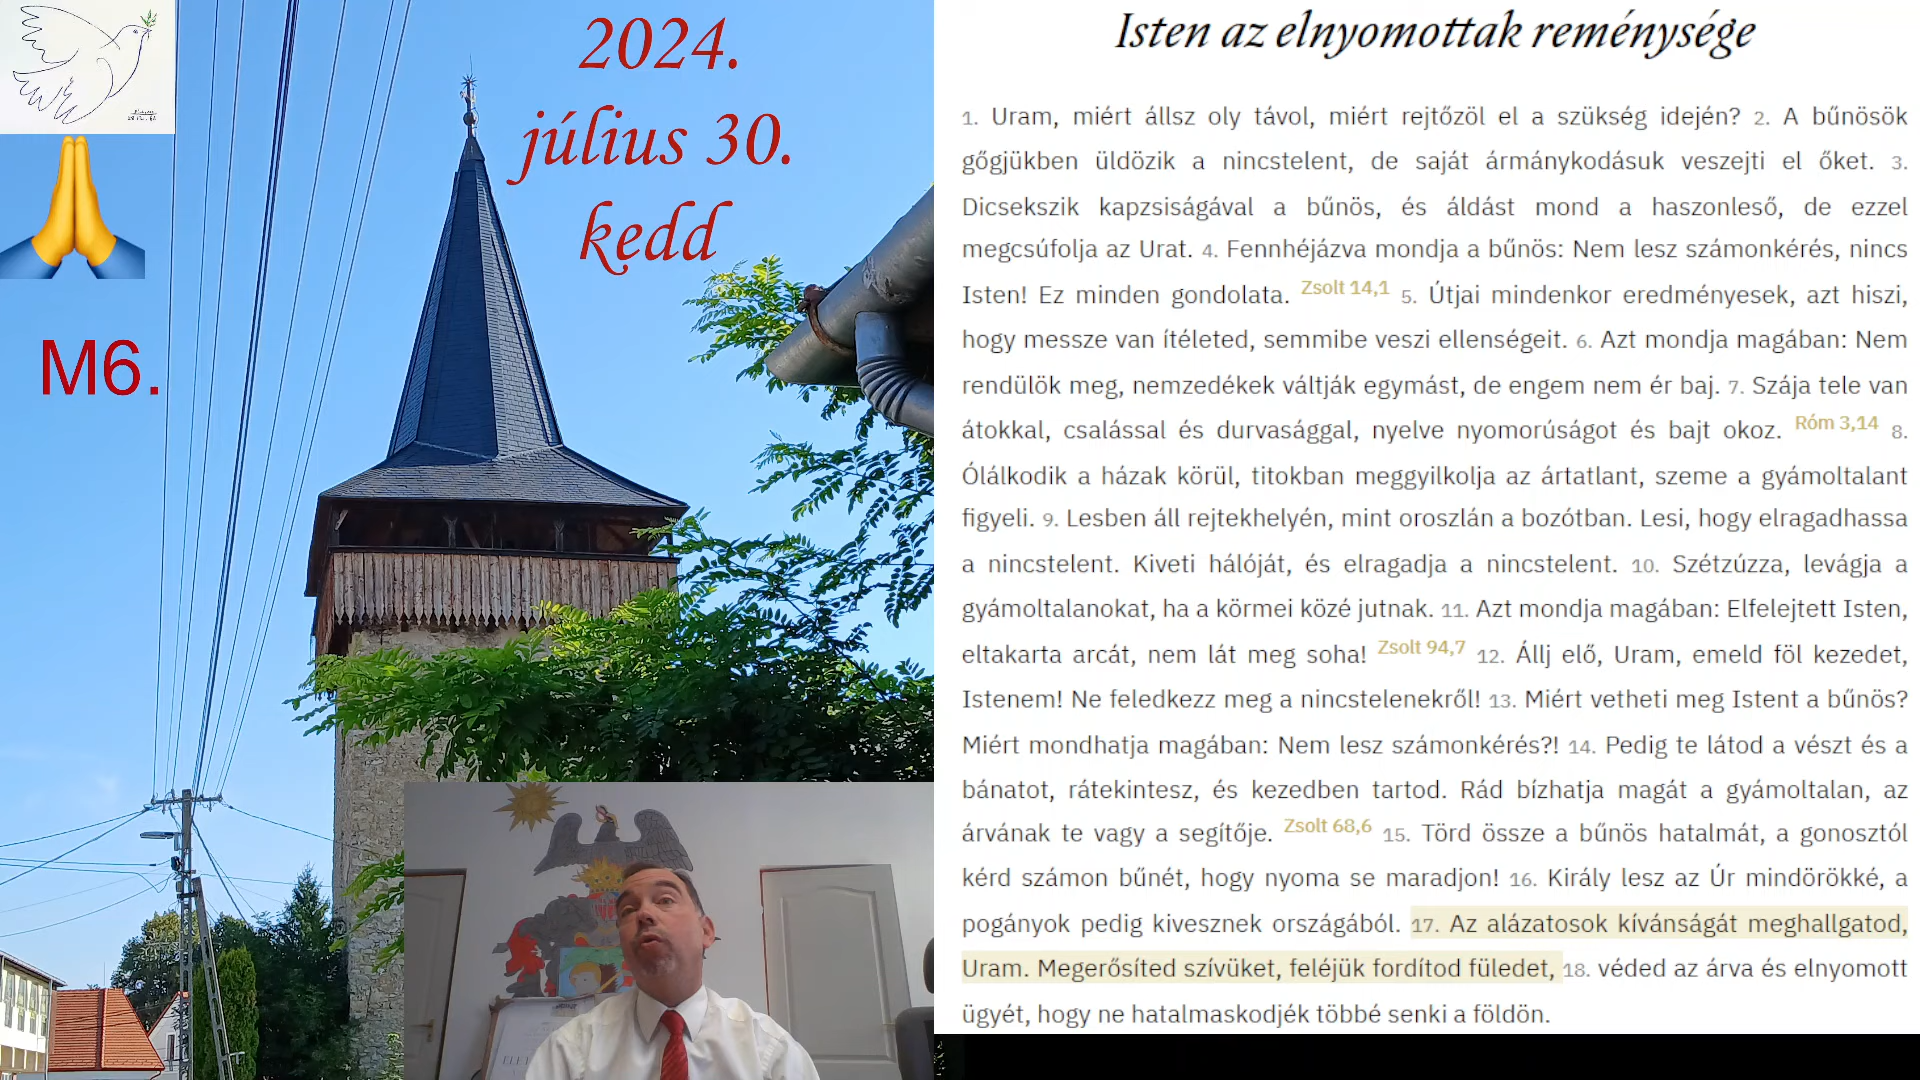 2024.
július 30.
kedd
M6.
Isten az elnyomottak reménysége
1. Uram, miért állsz oly távol, miért rejtőzöl el a szükség idején? 2. A bűnösök
gőgjükben üldözik a nincstelent, de saját ármánykodásuk veszejti el őket. 3.
Dicsekszik kapzsiságával a bűnös, és áldást mond a haszonleső, de ezzel
megcsúfolja az Urat. 4. Fennhéjázva mondja a bűnös: Nem lesz számonkérés, nincs
Isten! Ez minden gondolata. Zsolt 14,1 5. Útjai mindenkor eredményesek, azt hiszi,
hogy messze van ítéleted, semmibe veszi ellenségeit. 6. Azt mondja magában: Nem
rendülök meg, nemzedékek váltják egymást, de engem nem ér baj. 7. Szája tele van
átokkal, csalással és durvasággal, nyelve nyomorúságot és bajt okoz. Róm 3,14 8.
Ólálkodik a házak körül, titokban meggyilkolja az ártatlant, szeme a gyámoltalant
figyeli. 9. Lesben áll rejtekhelyén, mint oroszlán a bozótban. Lesi, hogy elragadhassa
a nincstelent. Kiveti hálóját, és elragadja a nincstelent. 10. Szétzúzza, levágja a
gyámoltalanokat, ha a körmei közé jutnak. 11. Azt mondja magában: Elfelejtett Isten,
eltakarta arcát, nem lát meg soha! Zsolt 94,7 12. Állj elő, Uram, emeld föl kezedet,
Istenem! Ne feledkezz meg a nincstelenekről! 13. Miért vetheti meg Istent a bűnös?
Miért mondhatja magában: Nem lesz számonkérés?! 14. Pedig te látod a vészt és a
bánatot, rátekintesz, és kezedben tartod. Rád bízhatja magát a gyámoltalan, az
árvának te vagy a segítője. Zsolt 68,6 15. Törd össze a bűnös hatalmát, a gonosztól
kérd számon bűnét, hogy nyoma se maradjon! 16. Király lesz az Úr mindörökké, a
pogányok pedig kivesznek országából. 17. Az alázatosok kívánságát meghallgatod,
Uram. Megerősíted szívüket, feléjük fordítod füledet, 18. véded az árva és elnyomott
ügyét, hogy ne hatalmaskodjék többé senki a földön.